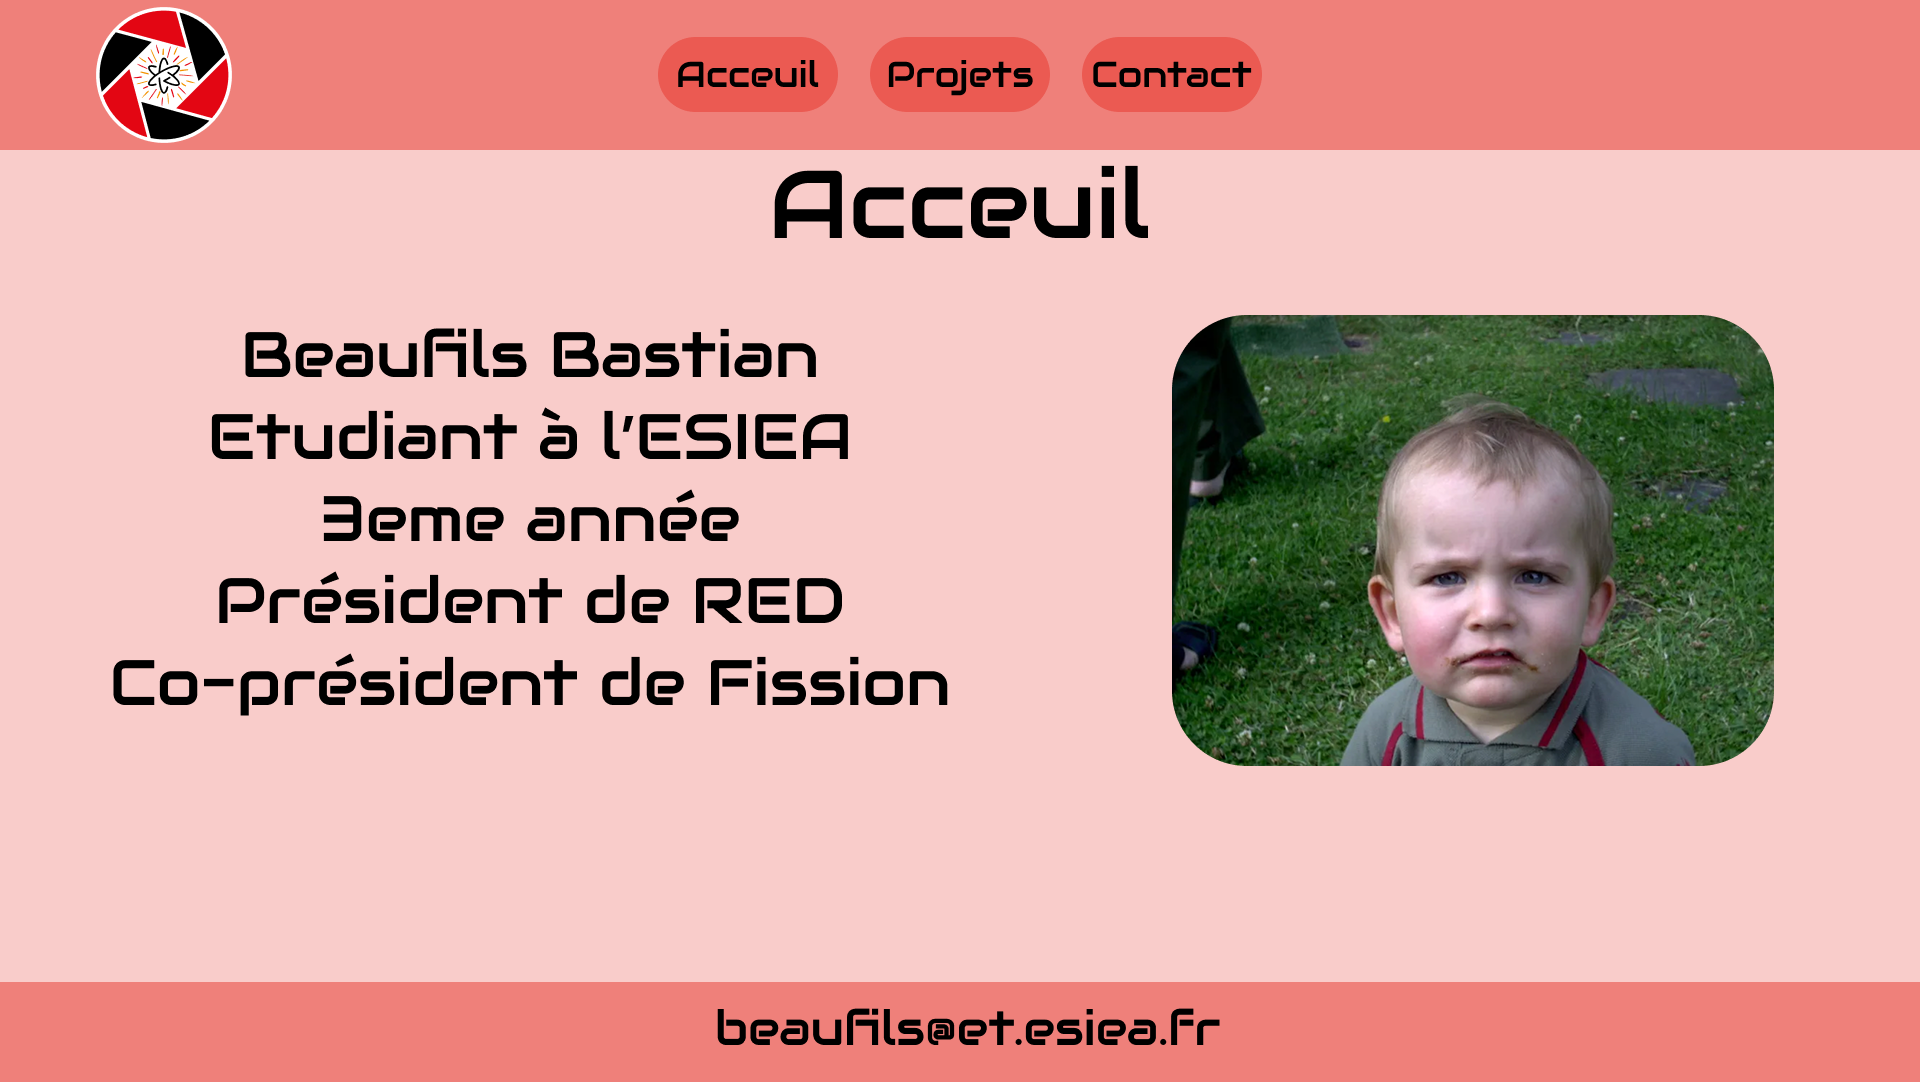 Acceuil
Projets
Contact
Acceuil
Beaufils Bastian
Etudiant à l'ESIEA
3eme année
Président de RED
Co-président de Fission
beaufils@et.esiea.fr